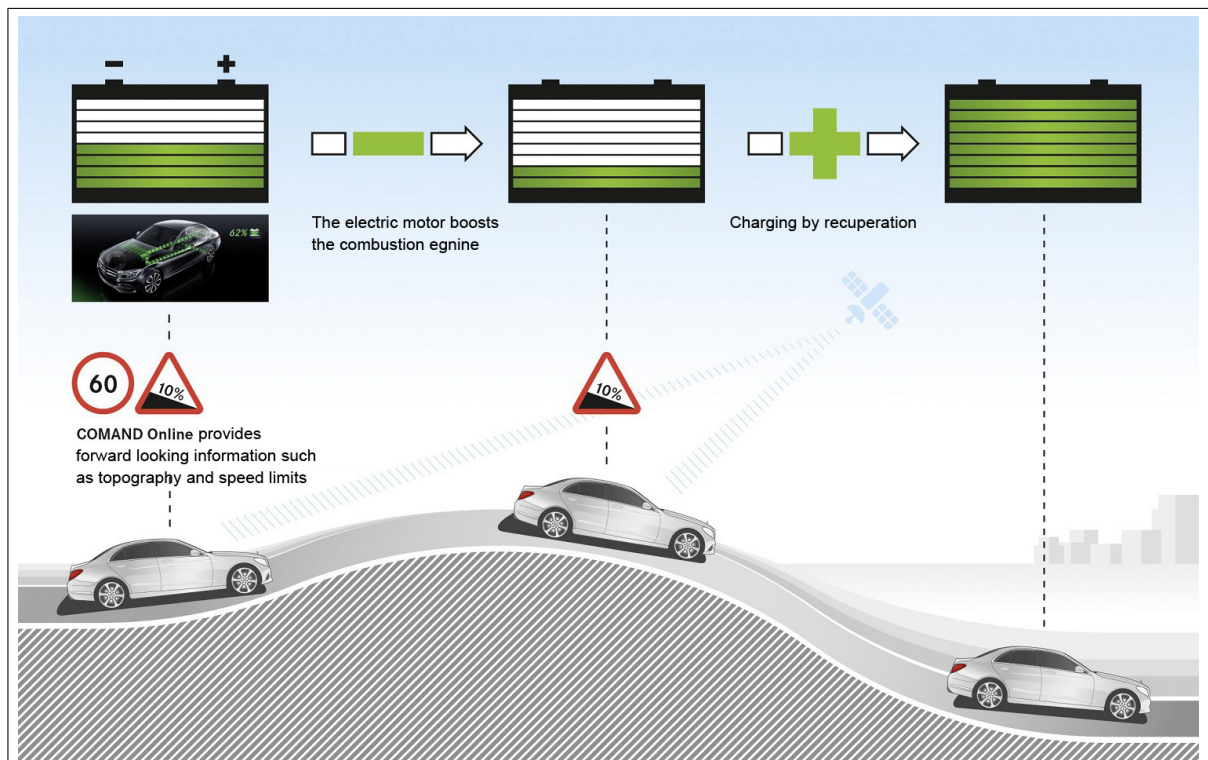 − +
The electric motor boosts
the combustion egnine
Charging by recuperation
62%
60
10%
10%
COMAND Online provides
forward looking information such
as topography and speed limits